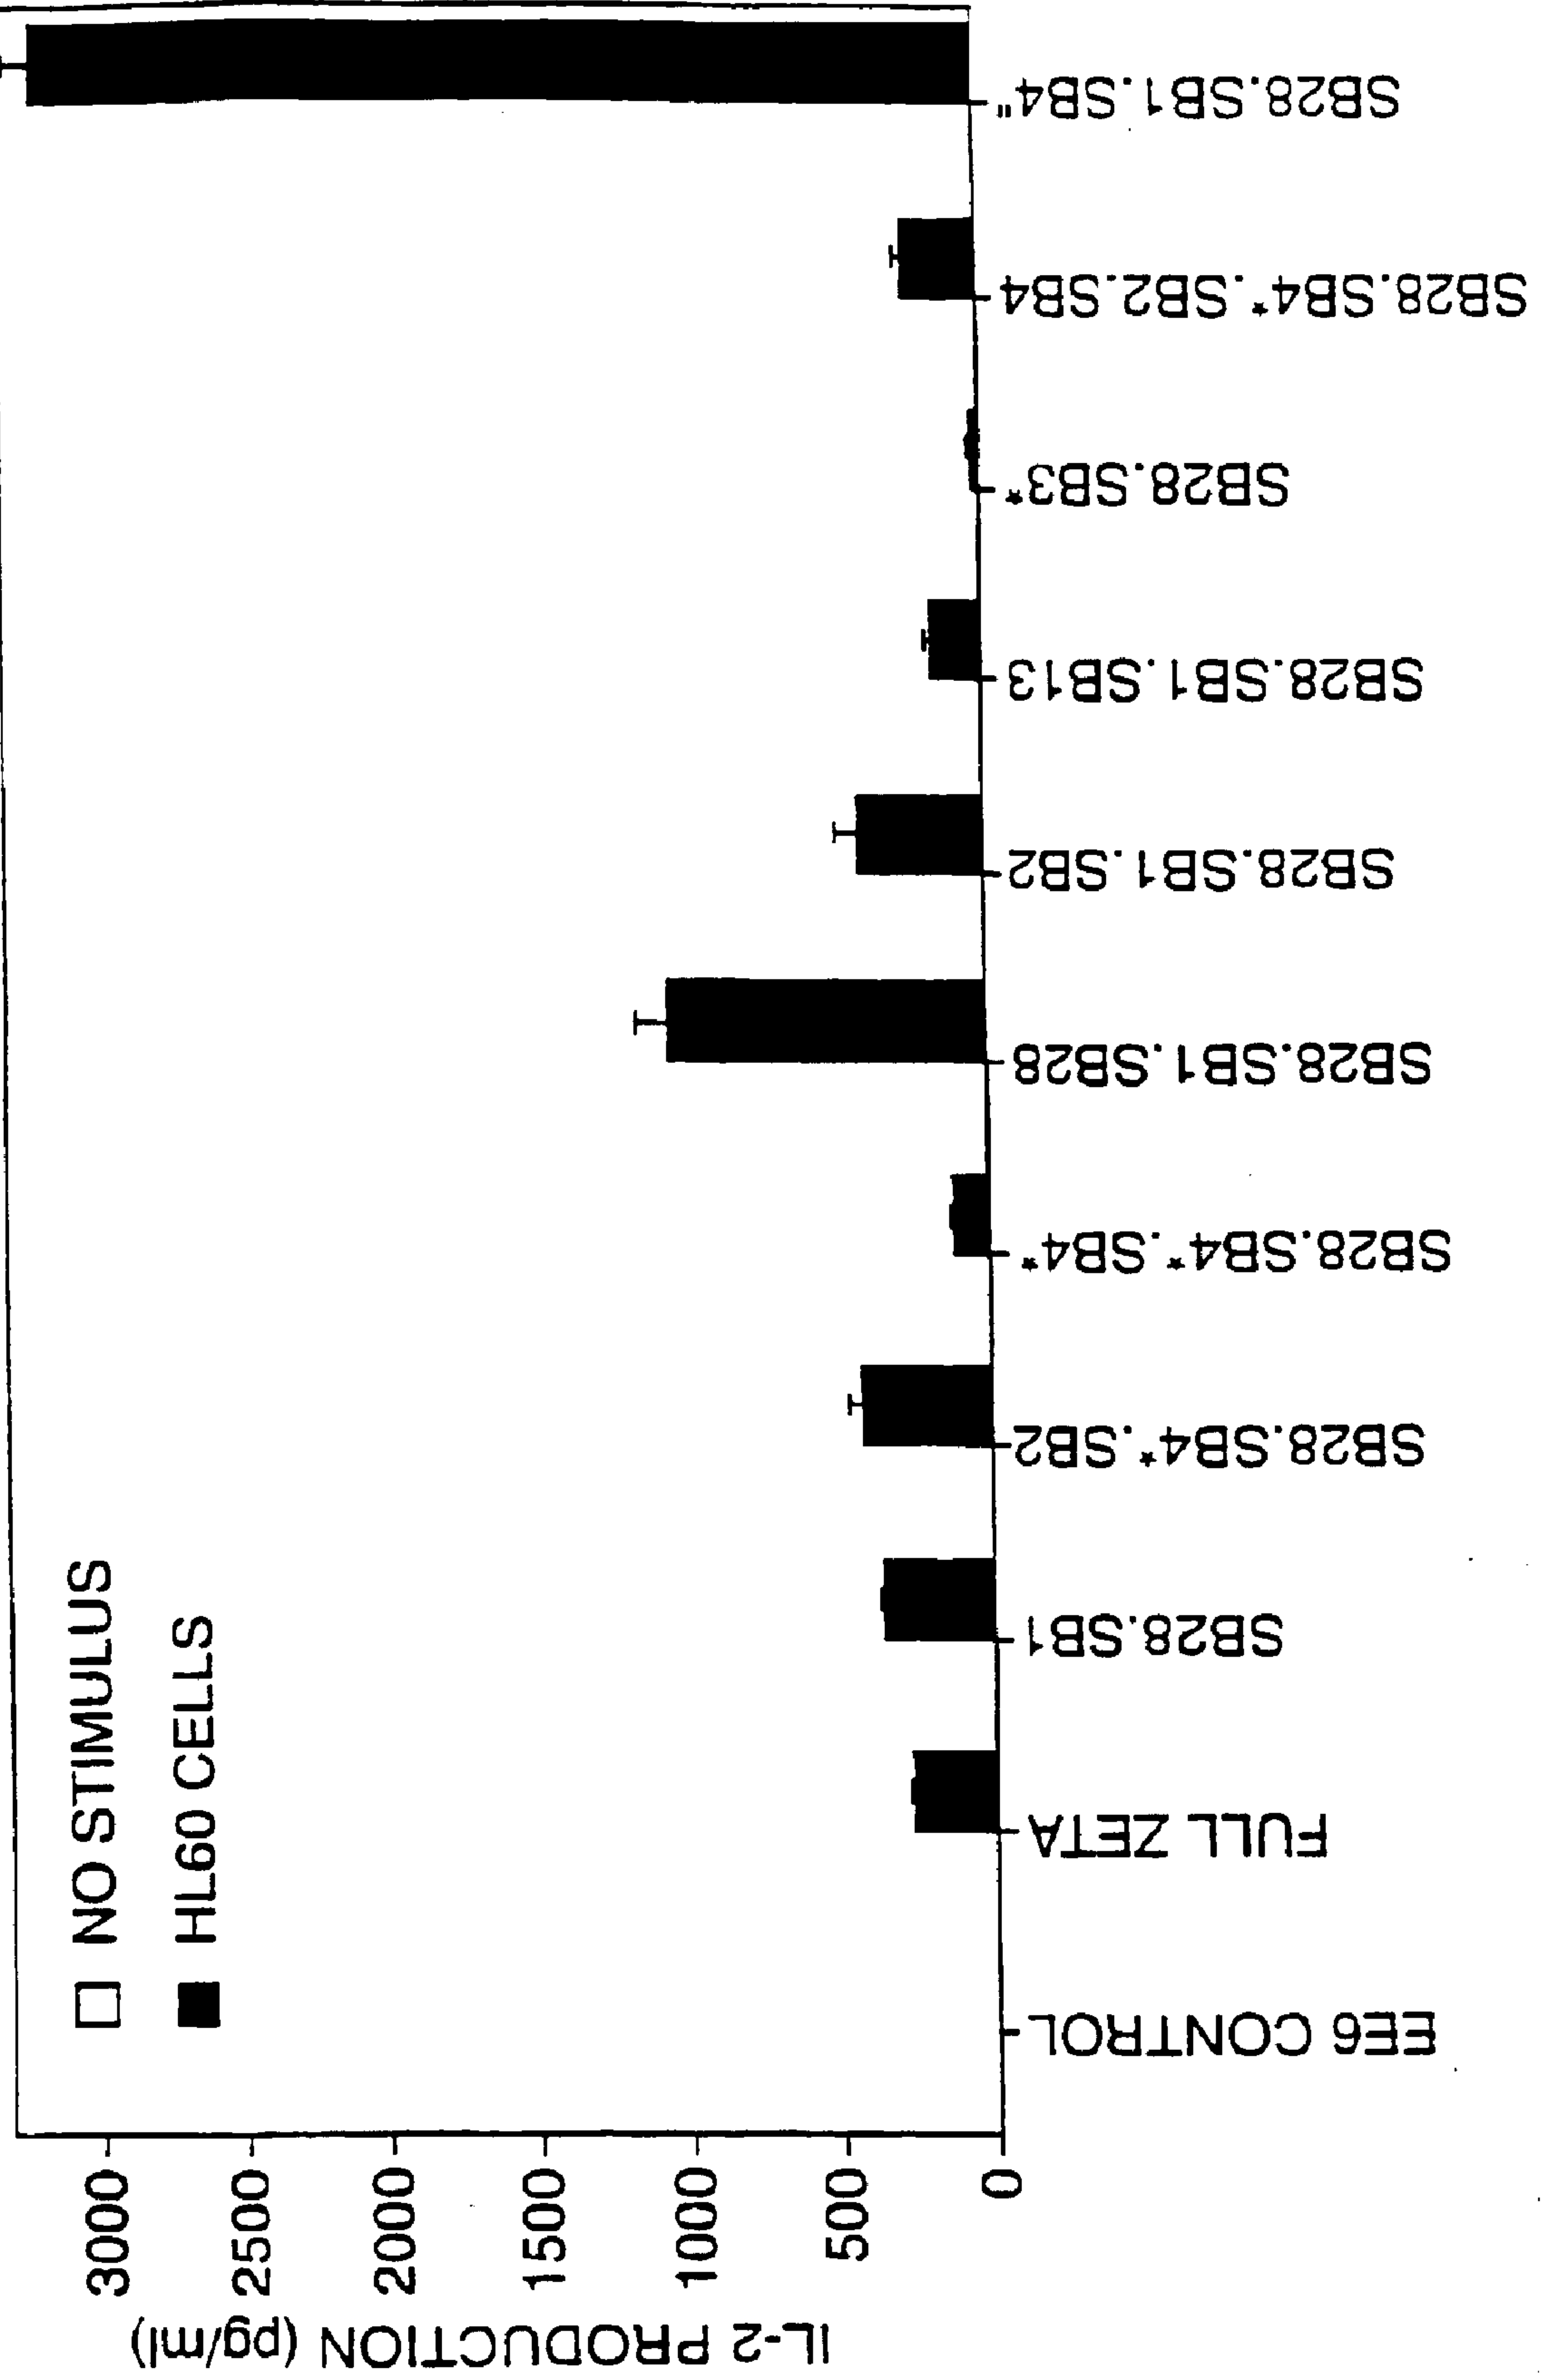 IL-2 PRODUCTION (pg/ml)
3000
2500
2000
1500
1000
500
0
NO STIMULUS
HL60 CELLS
EE6 CONTROL
FULL ZETA
SB28.SB1
SB28.SB4*.SB2
SB28.SB4*.SB4*
SB28.SB1.SB28
SB28.SB1.SB2
SB28.SB1.SB13
SB28.SB3*
SB28.SB4*.SB2.SB4
SB28.SB1.SB4"